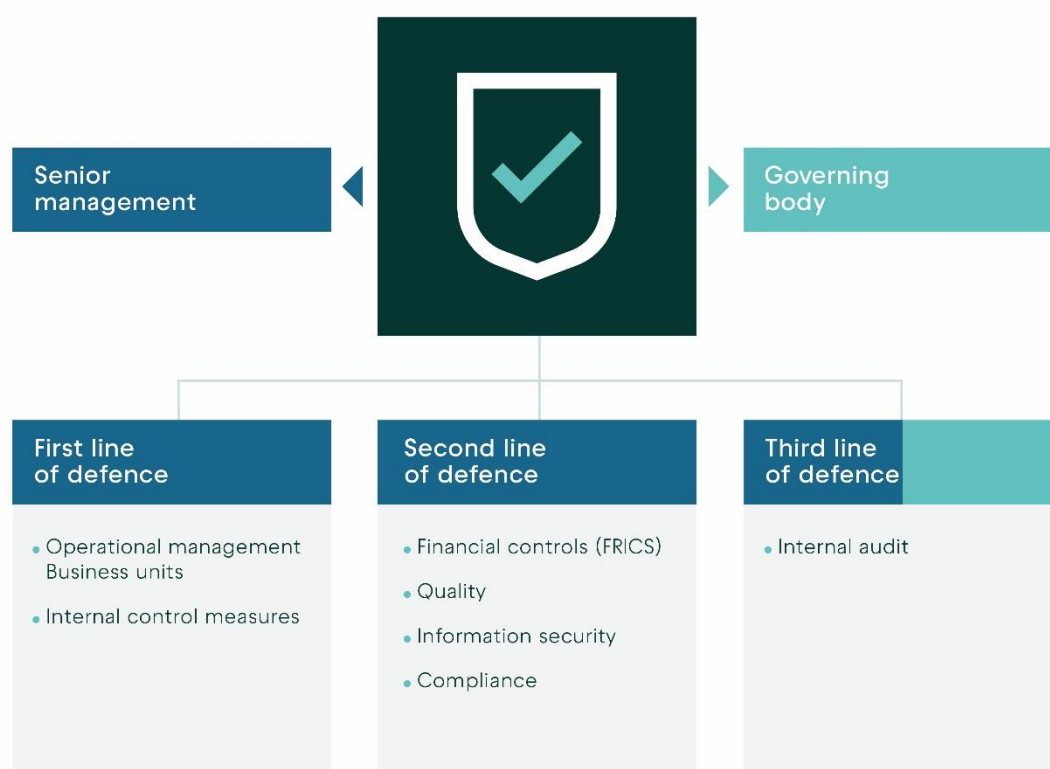 Senior
management
Governing
body
First line
of defence
• Operational management
Business units
• Internal control measures
Second line
of defence
• Financial controls (FRICS)
• Quality
• Information security
• Compliance
Third line
of defence
• Internal audit